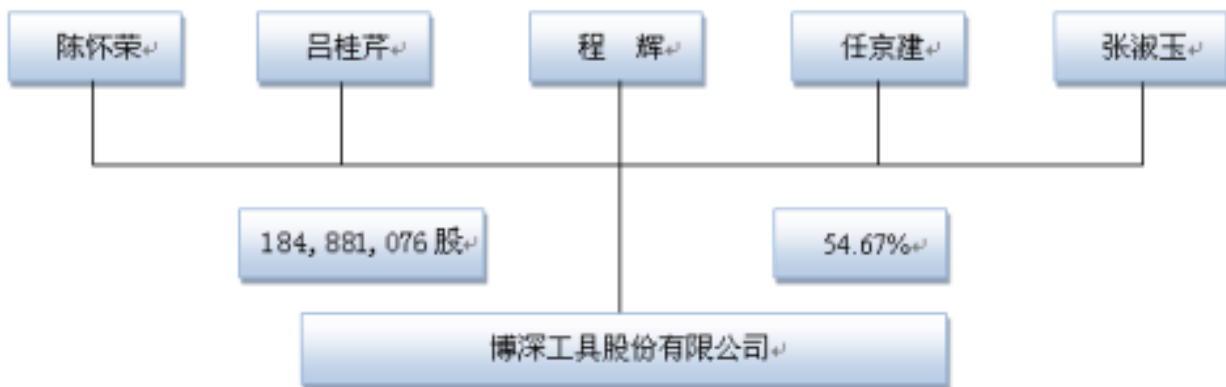 陈怀荣
吕桂芹
程 辉
任京建
张淑玉
184,881,076 股
54.67%
博深工具股份有限公司